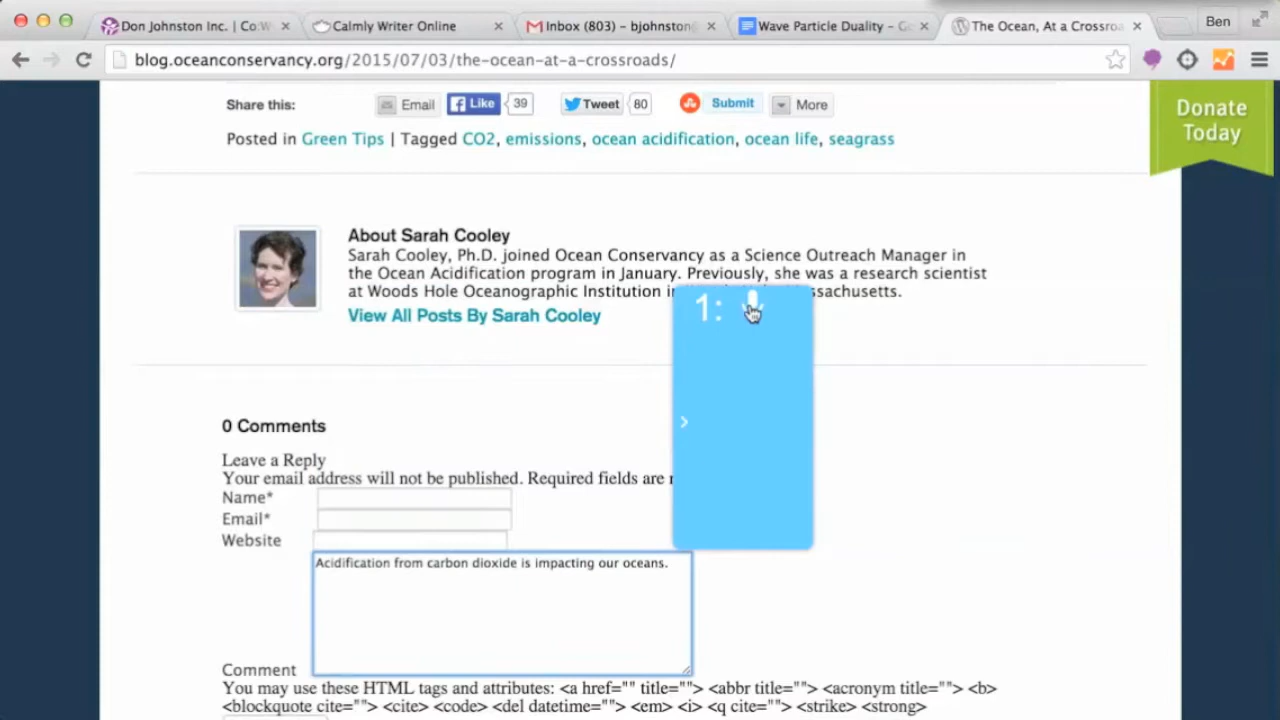 Don Johnston Inc. | Co:W
Calmly Writer Online
Inbox (803) - bjohnston
Wave Particle Duality - G
The Ocean, At a Crossroa
Ben
blog.oceanconservancy.org/2015/07/03/the-ocean-at-a-crossroads/
Donate
Today
Share this: Email Like 39 Tweet 80 Submit More
Posted in Green Tips | Tagged CO2, emissions, ocean acidification, ocean life, seagrass
About Sarah Cooley
Sarah Cooley, Ph.D. joined Ocean Conservancy as a Science Outreach Manager in
the Ocean Acidification program in January. Previously, she was a research scientist
at Woods Hole Oceanographic Institution ssachusetts.
View All Posts By Sarah Cooley
1:
0 Comments
Leave a Reply
Your email address will not be published. Required fields are
Name*
Email*
Website
Acidification from carbon dioxide is impacting our oceans.
Comment
You may use these HTML tags and attributes: <a href="" title=""> <abbr title=""> <acronym title=""> <b>
<blockquote cite=""> <cite> <code> <del datetime=""> <em> <i> <q cite=""> <strike> <strong>